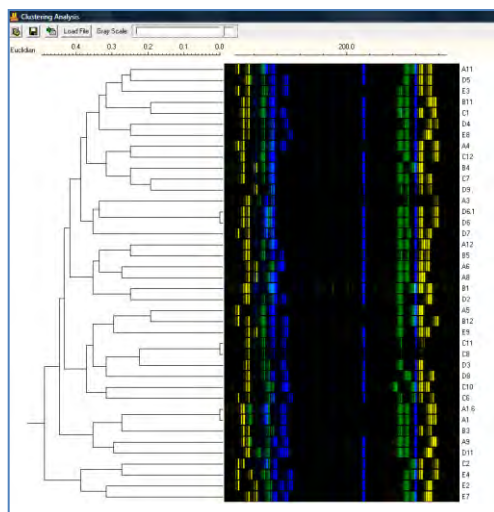 Clustering Analysis
Load File Gray Scale:
Euclidian 0.4 0.3 0.2 0.1 0.0 200.0
A11
D5
E3
B11
C1
D4
E8
A4
C12
B4
C7
D9
A3
D6.1
D6
D7
A12
B5
A6
A8
B1
D2
A5
B12
E9
C11
C8
D3
D8
C10
C6
A1.6
A1
B3
A9
D11
C2
E4
E2
E7